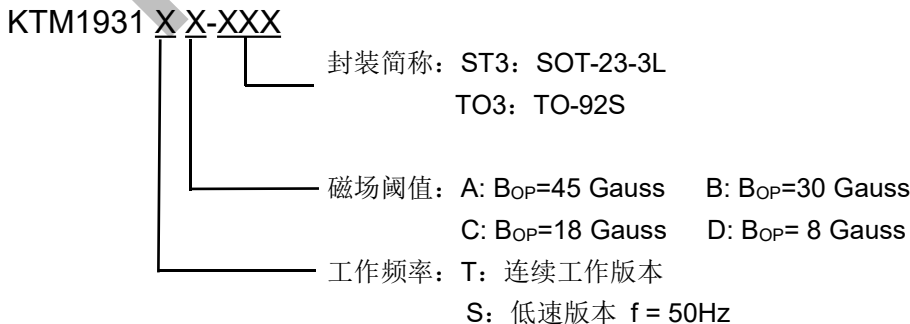 KTM1931 X X-XXX
封装简称：ST3：SOT-23-3L
TO3：TO-92S
磁场阈值：A: BOP=45 Gauss B: BOP=30 Gauss
C: BOP=18 Gauss D: BOP= 8 Gauss
工作频率：T：连续工作版本
S：低速版本 f = 50Hz